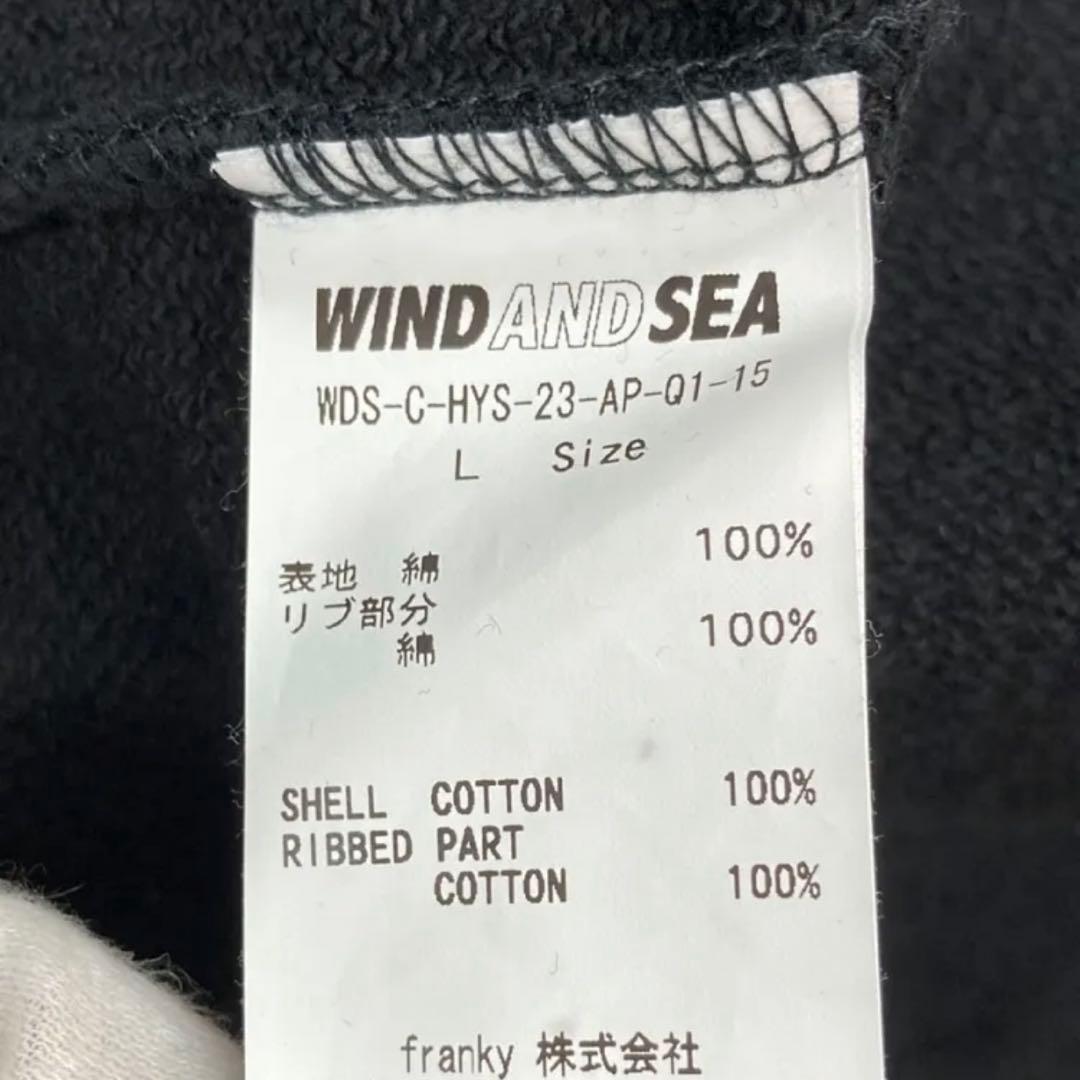 WINDANDSEA
WDS-C-HYS-23-AP-Q1-15
L Size
表地 綿 100%
リブ部分
綿 100%
SHELL COTTON 100%
RIBBED PART
COTTON 100%
franky 株式会社